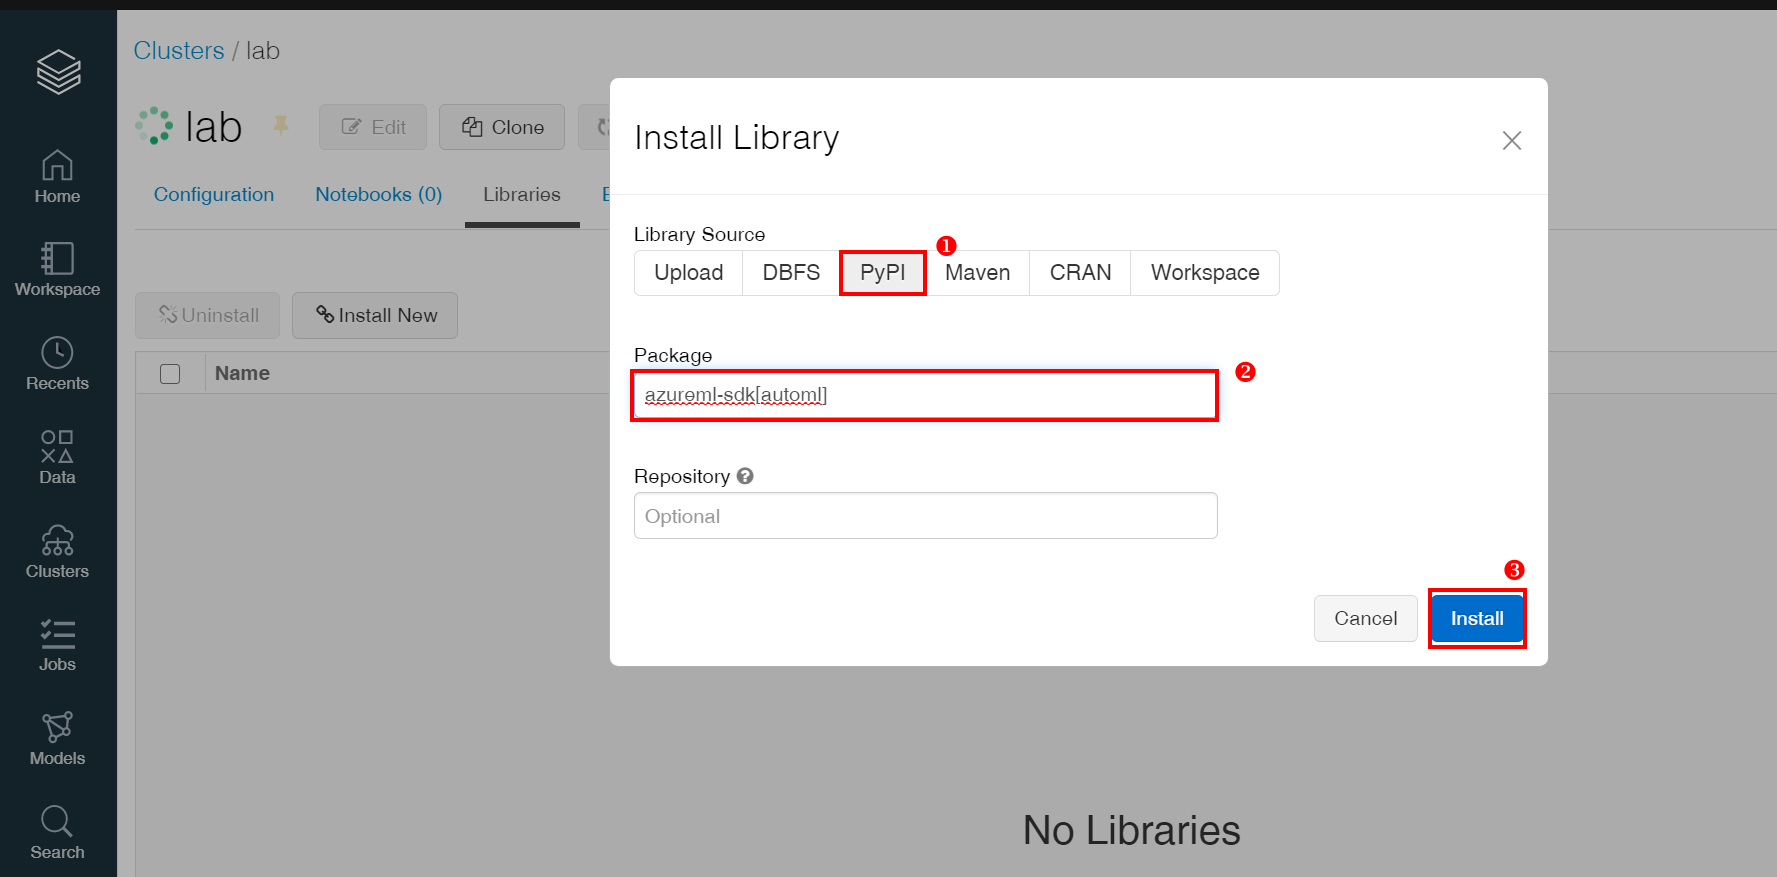 Clusters / lab
lab
Edit
Clone
Configuration
Notebooks (0)
Libraries
E
Uninstall
Install New
Name
Home
Workspace
Recents
Data
Clusters
Jobs
Models
Search
Install Library
Library Source
1
Upload
DBFS
PyPI
Maven
CRAN
Workspace
Package
2
azureml-sdk[automl]
Repository ?
Optional
3
Cancel
Install
No Libraries